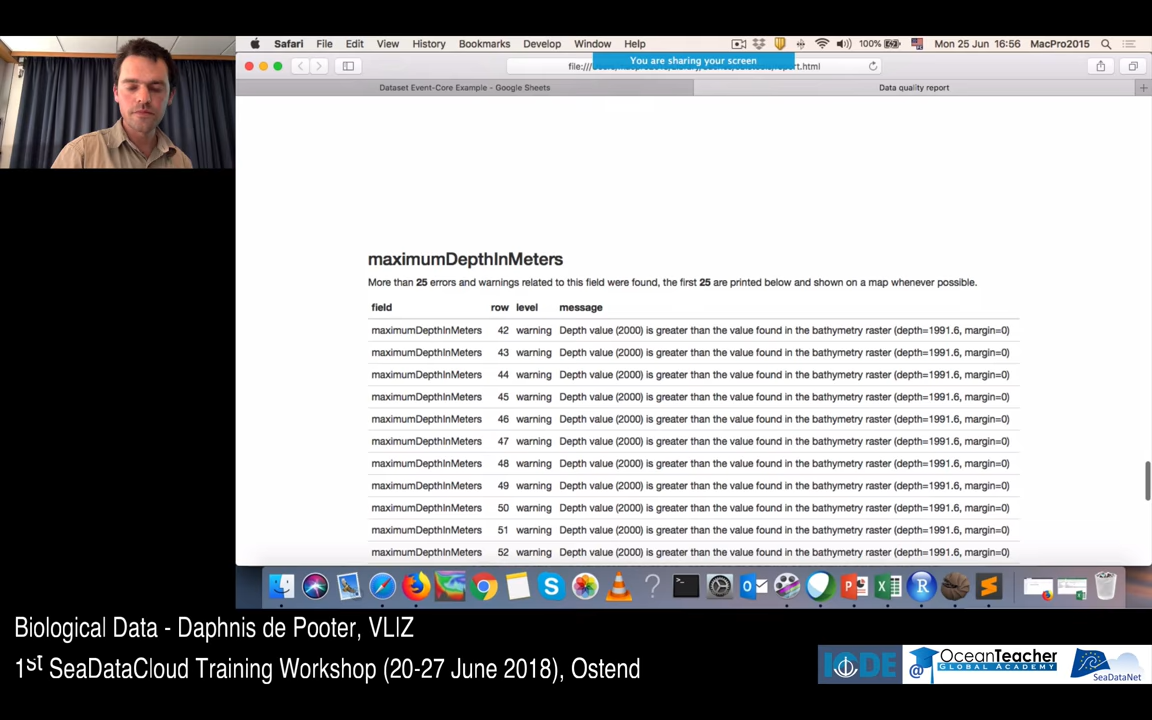 Safari File Edit View History Bookmarks Develop Window Help
100% Mon 25 Jun 16:56 MacPro2015
You are sharing your screen
file:///
port.html
Dataset Event-Core Example - Google Sheets
Data quality report
maximumDepthInMeters
More than 25 errors and warnings related to this field were found, the first 25 are printed below and shown on a map whenever possible.
field row level message
maximumDepthInMeters 42 warning Depth value (2000) is greater than the value found in the bathymetry raster (depth=1991.6, margin=0)
maximumDepthInMeters 43 warning Depth value (2000) is greater than the value found in the bathymetry raster (depth=1991.6, margin=0)
maximumDepthInMeters 44 warning Depth value (2000) is greater than the value found in the bathymetry raster (depth=1991.6, margin=0)
maximumDepthInMeters 45 warning Depth value (2000) is greater than the value found in the bathymetry raster (depth=1991.6, margin=0)
maximumDepthInMeters 46 warning Depth value (2000) is greater than the value found in the bathymetry raster (depth=1991.6, margin=0)
maximumDepthInMeters 47 warning Depth value (2000) is greater than the value found in the bathymetry raster (depth=1991.6, margin=0)
maximumDepthInMeters 48 warning Depth value (2000) is greater than the value found in the bathymetry raster (depth=1991.6, margin=0)
maximumDepthInMeters 49 warning Depth value (2000) is greater than the value found in the bathymetry raster (depth=1991.6, margin=0)
maximumDepthInMeters 50 warning Depth value (2000) is greater than the value found in the bathymetry raster (depth=1991.6, margin=0)
maximumDepthInMeters 51 warning Depth value (2000) is greater than the value found in the bathymetry raster (depth=1991.6, margin=0)
maximumDepthInMeters 52 warning Depth value (2000) is greater than the value found in the bathymetry raster (depth=1991.6, margin=0)
Biological Data - Daphnis de Pooter, VLIZ
1st SeaDataCloud Training Workshop (20-27 June 2018), Ostend
IODE
OceanTeacher
GLOBAL ACADEMY
SeaDataNet